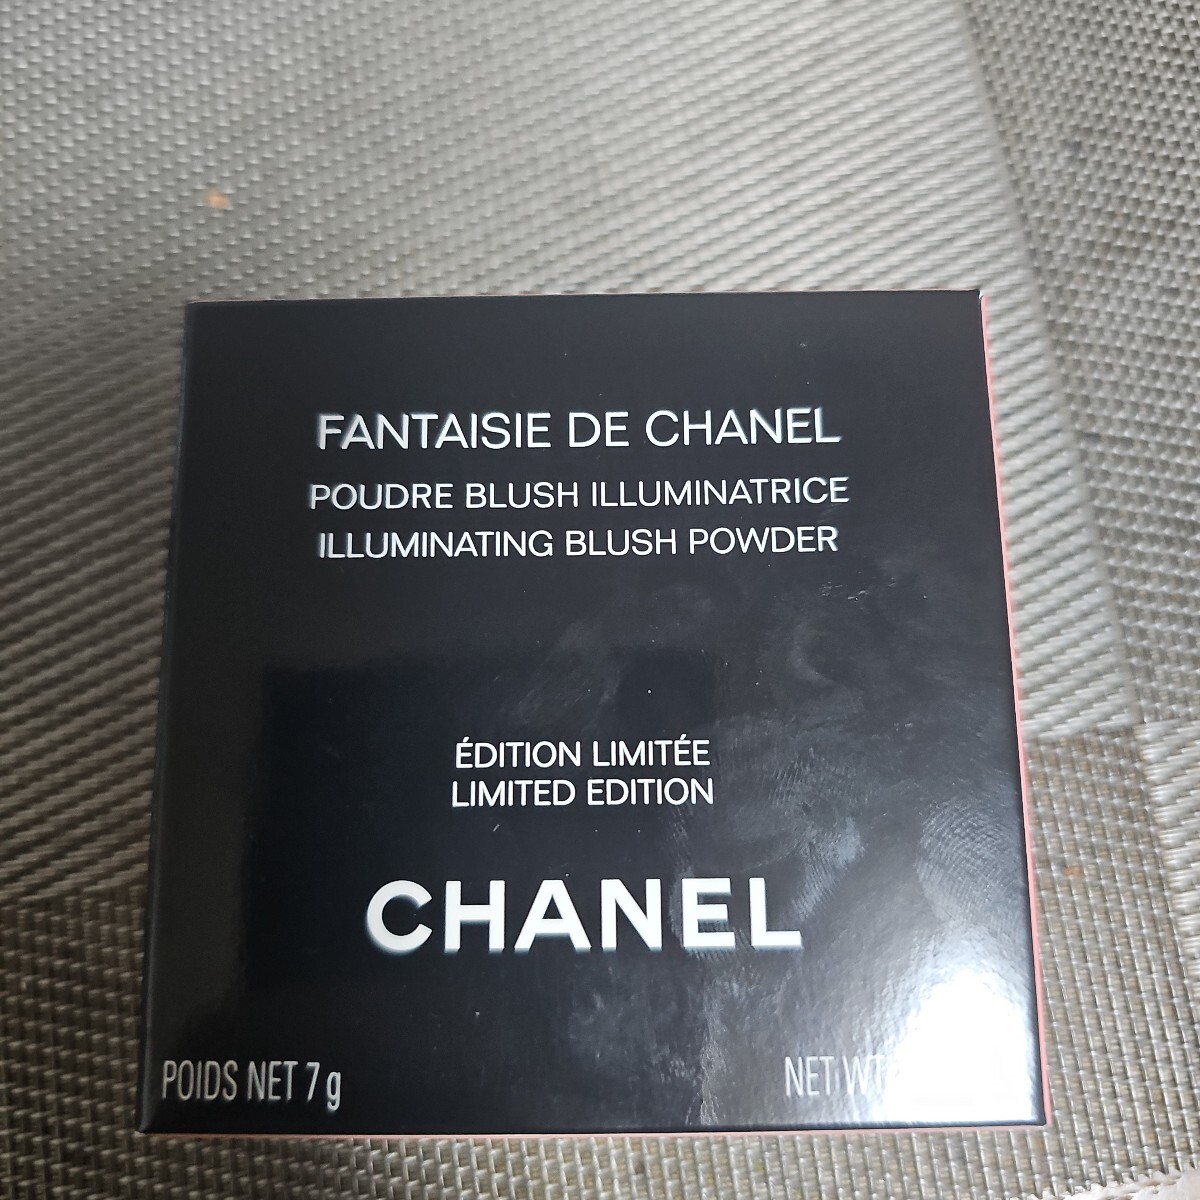 FANTAISIE DE CHANEL
POUDRE BLUSH ILLUMINATRICE
ILLUMINATING BLUSH POWDER
ÉDITION LIMITÉE
LIMITED EDITION
CHANEL
POIDS NET 7 g
NET WT